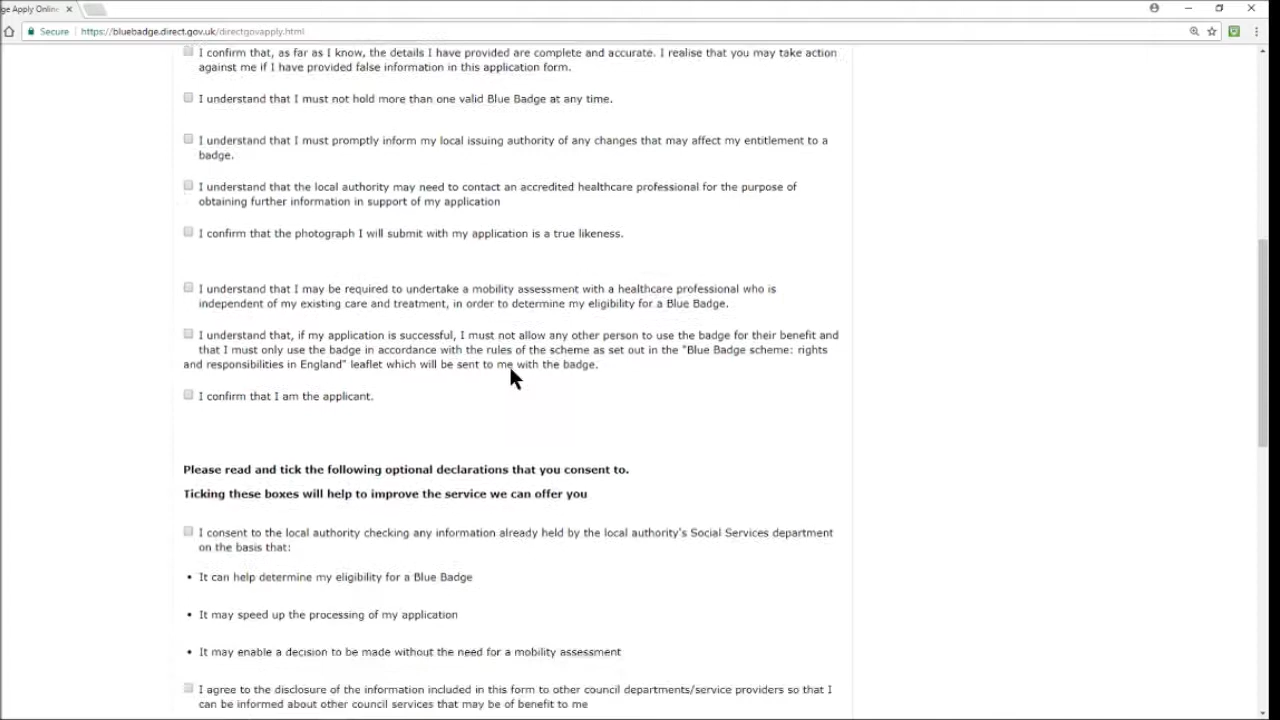 ge Apply Online
Secure
https://bluebadge.direct.gov.uk/directgovapply.html
I confirm that, as far as I know, the details I have provided are complete and accurate. I realise that you may take action
against me if I have provided false information in this application form.
I understand that I must not hold more than one valid Blue Badge at any time.
I understand that I must promptly inform my local issuing authority of any changes that may affect my entitlement to a
badge.
I understand that the local authority may need to contact an accredited healthcare professional for the purpose of
obtaining further information in support of my application
I confirm that the photograph I will submit with my application is a true likeness.
I understand that I may be required to undertake a mobility assessment with a healthcare professional who is
independent of my existing care and treatment, in order to determine my eligibility for a Blue Badge.
I understand that, if my application is successful, I must not allow any other person to use the badge for their benefit and
that I must only use the badge in accordance with the rules of the scheme as set out in the "Blue Badge scheme: rights
and responsibilities in England" leaflet which will be sent to me with the badge.
I confirm that I am the applicant.
Please read and tick the following optional declarations that you consent to.
Ticking these boxes will help to improve the service we can offer you
I consent to the local authority checking any information already held by the local authority's Social Services department
on the basis that:
• It can help determine my eligibility for a Blue Badge
• It may speed up the processing of my application
• It may enable a decision to be made without the need for a mobility assessment
I agree to the disclosure of the information included in this form to other council departments/service providers so that I
can be informed about other council services that may be of benefit to me